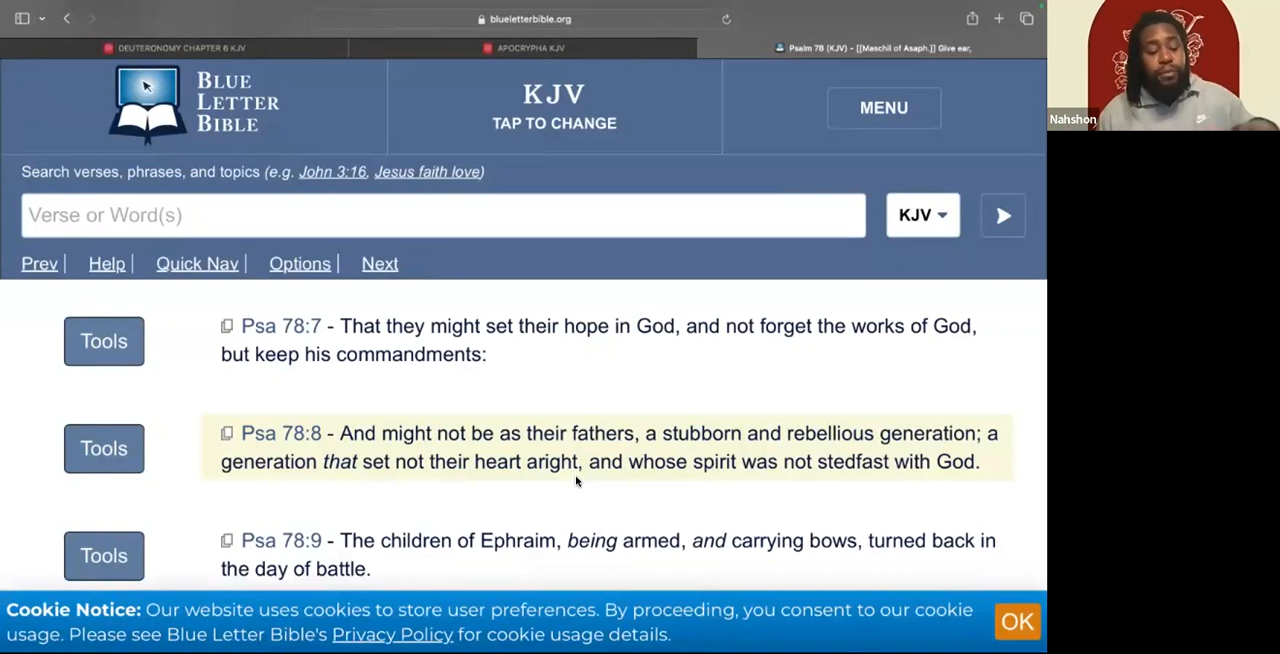 blueletterbible.org
DEUTERONOMY CHAPTER 6 KJV
APOCRYPHA KJV
Psalm 78 (KJV) - [[Maschil of Asaph.]] Give ear,
BLUE
LETTER
BIBLE
KJV
TAP TO CHANGE
MENU
Nahshon
Search verses, phrases, and topics (e.g. John 3:16, Jesus faith love)
Verse or Word(s)
KJV
Prev | Help | Quick Nav | Options | Next
Tools
Psa 78:7 - That they might set their hope in God, and not forget the works of God,
but keep his commandments:
Tools
Psa 78:8 - And might not be as their fathers, a stubborn and rebellious generation; a
generation that set not their heart aright, and whose spirit was not stedfast with God.
Tools
Psa 78:9 - The children of Ephraim, being armed, and carrying bows, turned back in
the day of battle.
Cookie Notice: Our website uses cookies to store user preferences. By proceeding, you consent to our cookie
usage. Please see Blue Letter Bible's Privacy Policy for cookie usage details.
OK